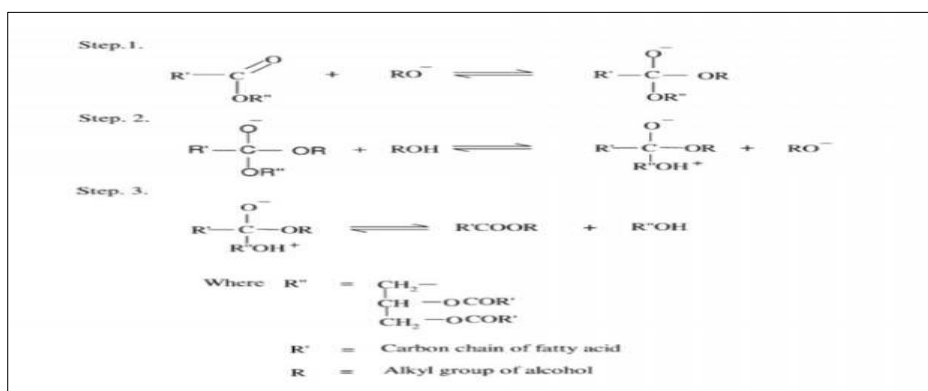 Step.1.
R'—C=O + RO⁻ ⇌ R'—C—OR
OR"
O⁻
OR"
Step. 2.
O⁻
R'—C—OR + ROH ⇌ R'—C—OR + RO⁻
OR"
O⁻
R"OH⁺
Step. 3.
O⁻
R'—C—OR ⇌ R'COOR + R"OH
R"OH⁺
Where R" = CH₂—
CH —OCOR'
CH₂ —OCOR'
R' = Carbon chain of fatty acid
R = Alkyl group of alcohol